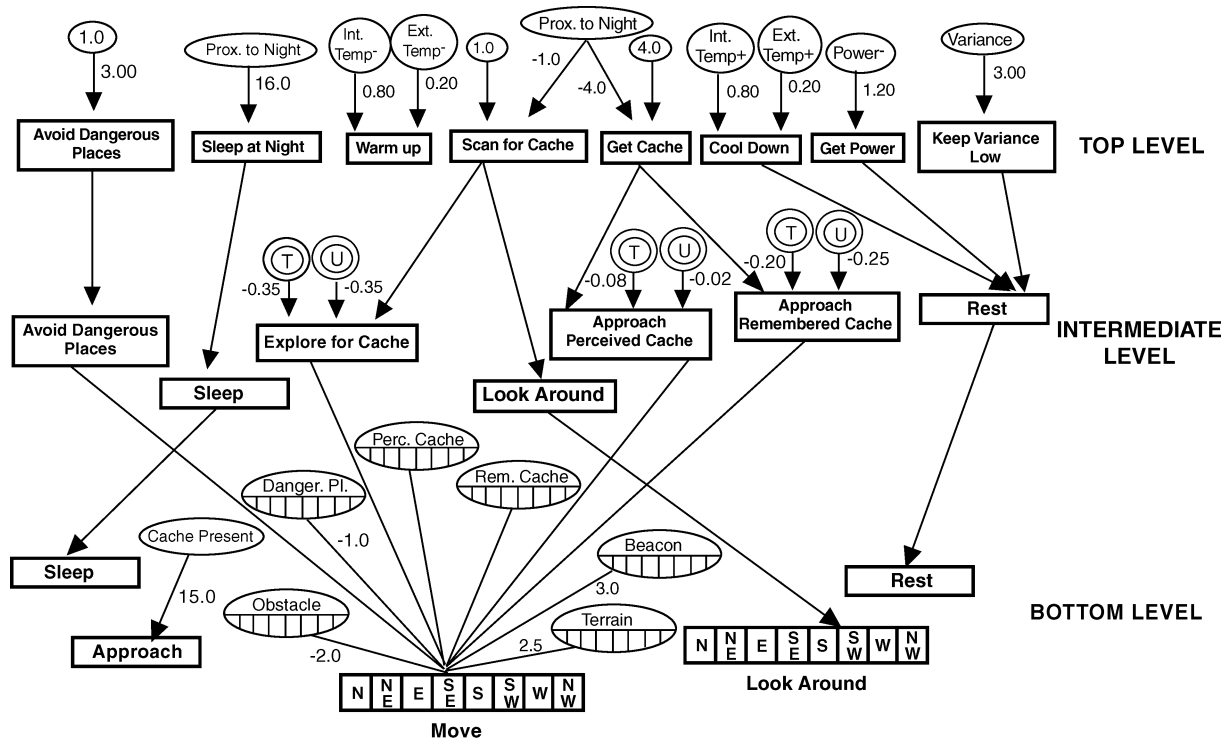 1.0
3.00
Prox. to Night
16.0
Int.
Temp-
0.80
Ext.
Temp-
0.20
1.0
Prox. to Night
-1.0
-4.0
4.0
Int.
Temp+
0.80
Ext.
Temp+
0.20
Power-
1.20
Variance
3.00
Avoid Dangerous
Places
Sleep at Night
Warm up
Scan for Cache
Get Cache
Cool Down
Get Power
Keep Variance
Low
TOP LEVEL
T
U
-0.35
-0.35
T
U
-0.08
-0.02
T
U
-0.20
-0.25
Avoid Dangerous
Places
Explore for Cache
Approach
Perceived Cache
Approach
Remembered Cache
Rest
INTERMEDIATE
LEVEL
Sleep
Look Around
Perc. Cache
Danger. Pl.
Rem. Cache
-1.0
Cache Present
Beacon
3.0
Sleep
Rest
15.0
Obstacle
-2.0
Terrain
2.5
BOTTOM LEVEL
Approach
N NE E SE S SW W NW
Look Around
N NE E SE S SW W NW
Move